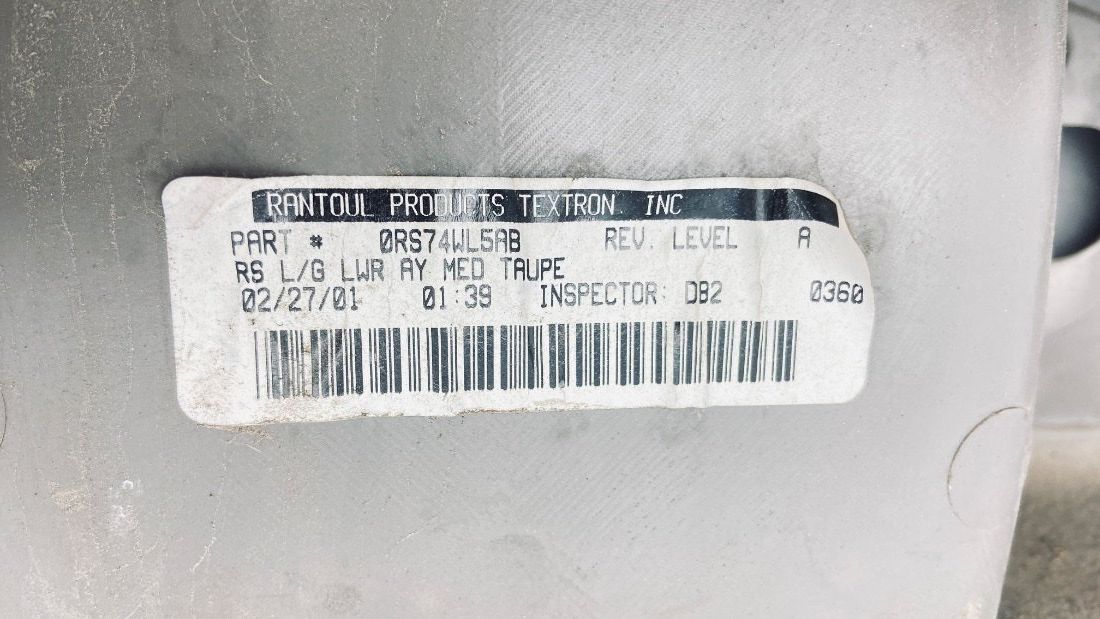 RANTOUL PRODUCTS TEXTRON INC
PART # 0RS74WL5AB REV. LEVEL A
RS L/G LWR AY MED TAUPE
02/27/01 01:39 INSPECTOR: DB2 0360